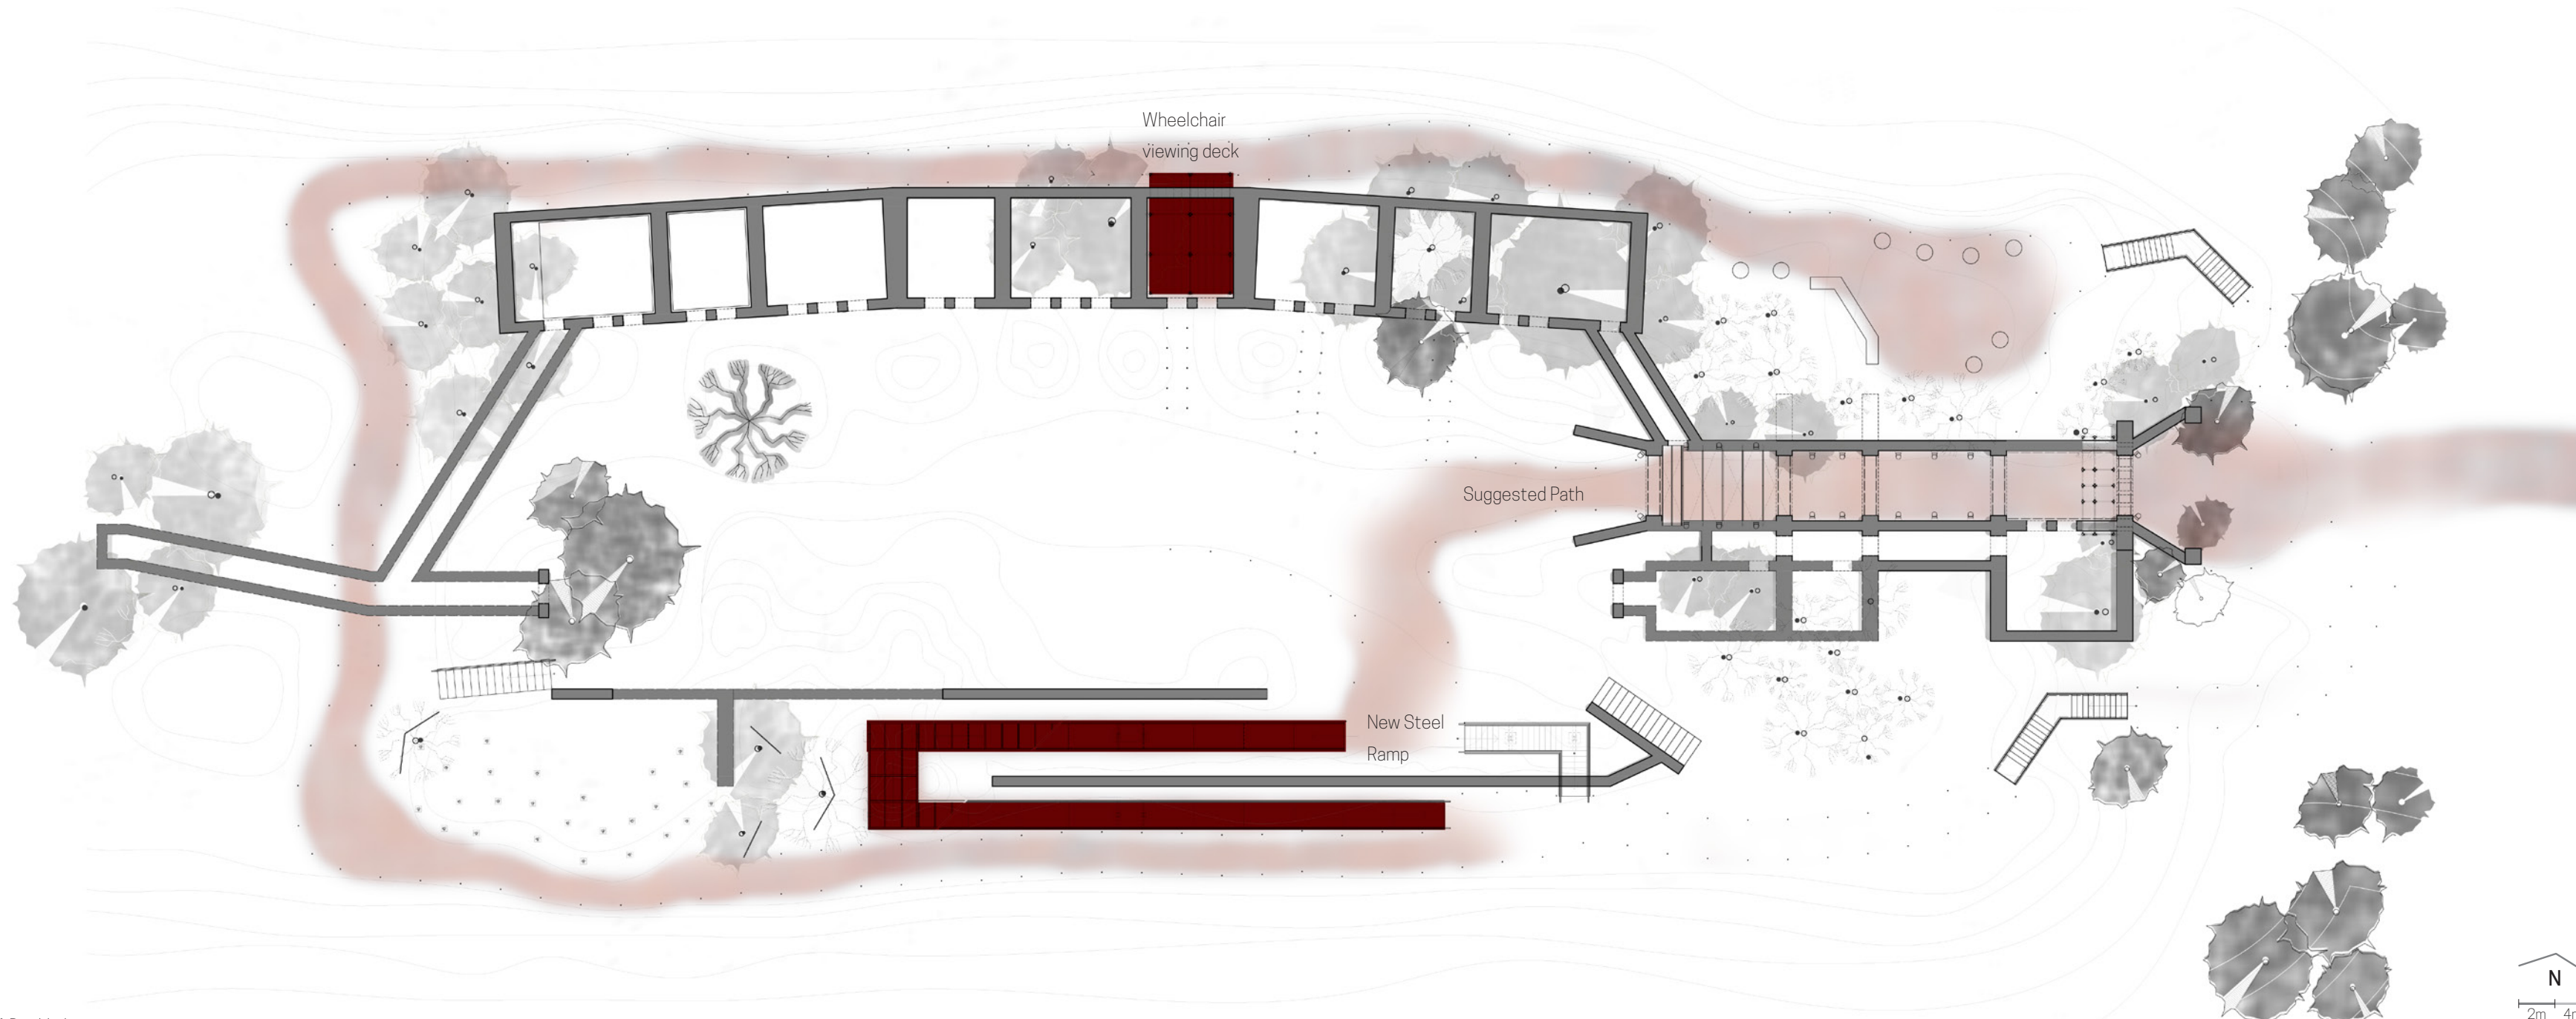 Wheelchair
viewing deck
Suggested Path
New Steel
Ramp
N
2m